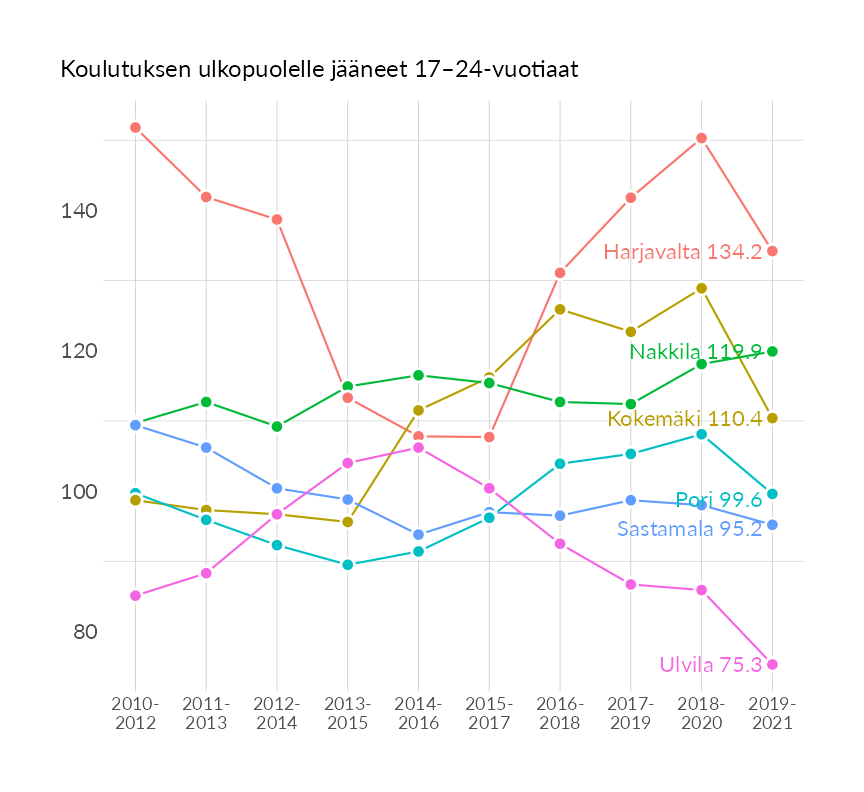 Koulutuksen ulkopuolelle jääneet 17–24-vuotiaat
140
120
100
80
Harjavalta 134.2
Nakkila 119.9
Kokemäki 110.4
Pori 99.6
Sastamala 95.2
Ulvila 75.3
2010- 2011- 2012- 2013- 2014- 2015- 2016- 2017- 2018- 2019-
2012 2013 2014 2015 2016 2017 2018 2019 2020 2021